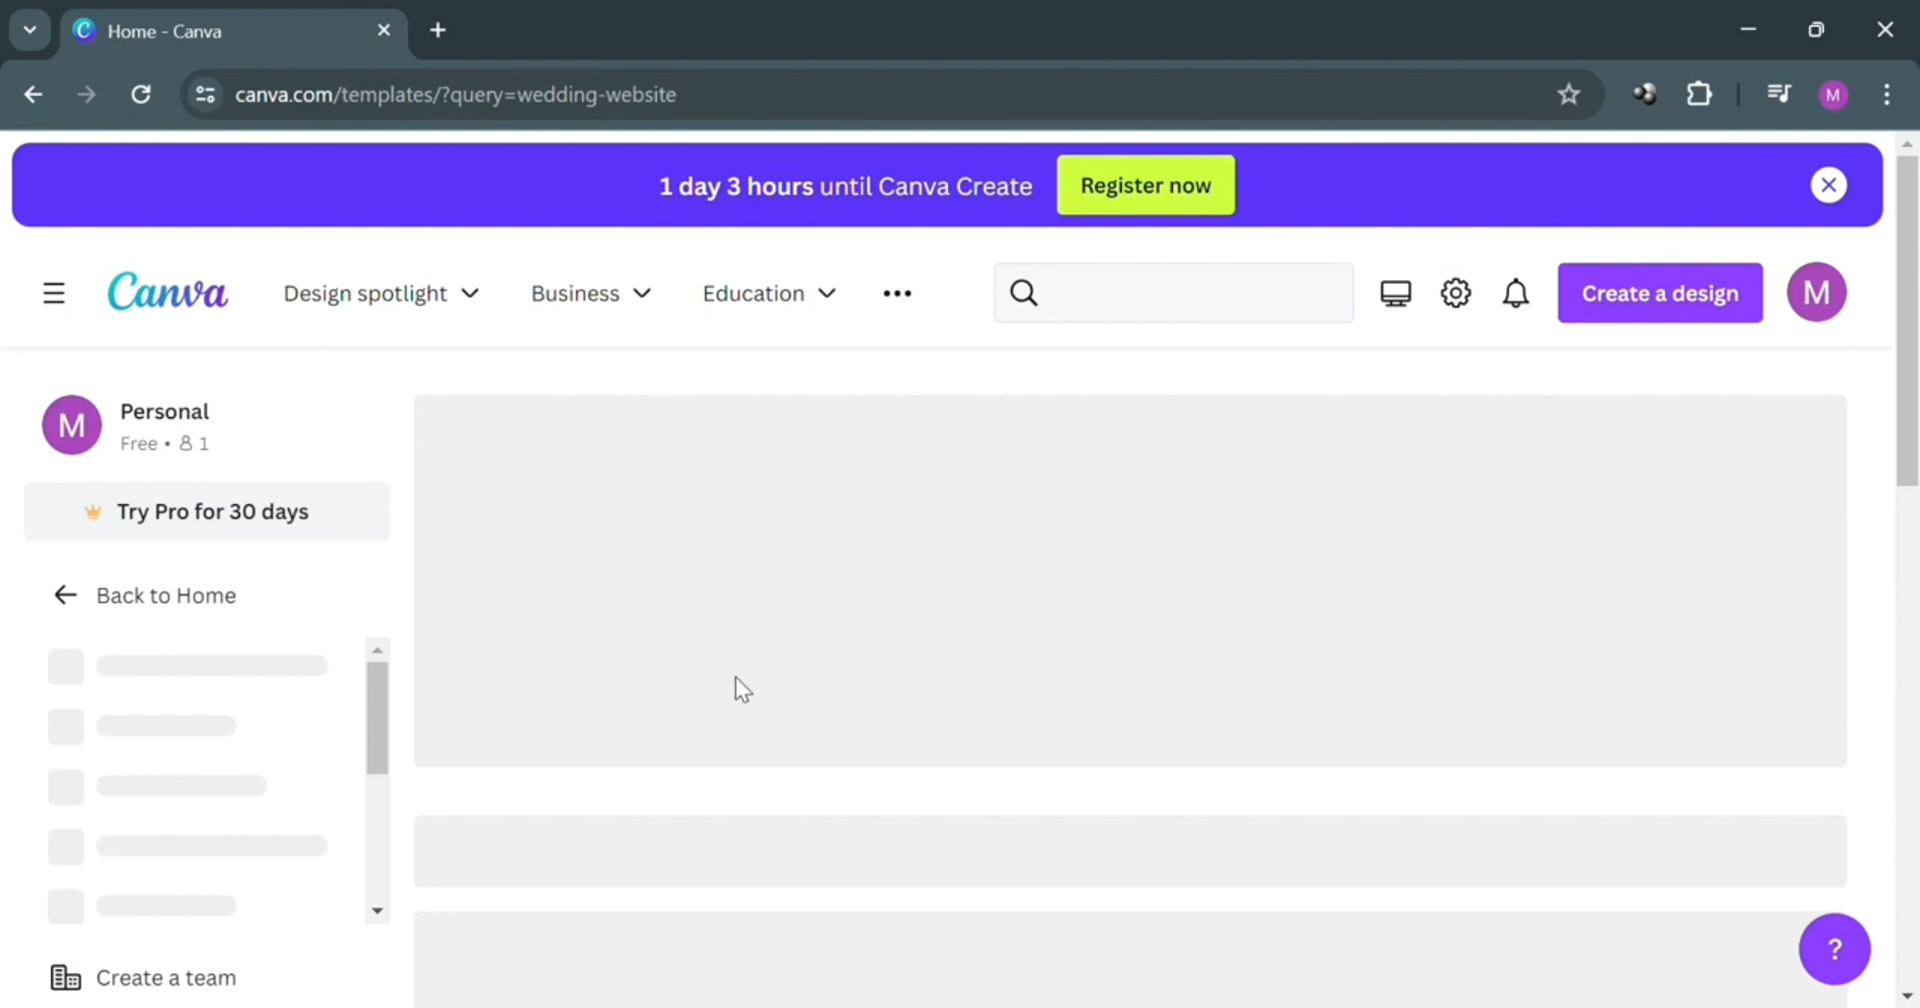 Home - Canva
canva.com/templates/?query=wedding-website
M
1 day 3 hours until Canva Create
Register now
Canva
Design spotlight
Business
Education
Create a design
M
M
Personal
Free • 1
Try Pro for 30 days
Back to Home
Create a team
?